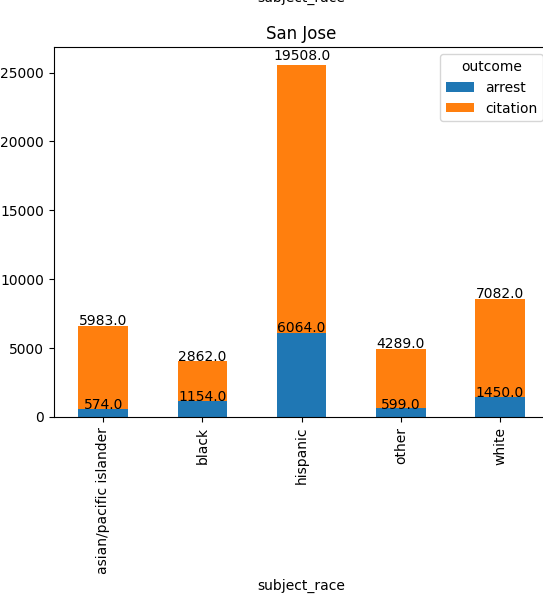 subject_race
San Jose
19508.0
25000
outcome
arrest
citation
20000
15000
10000
7082.0
5983.0
6064.0
5000
4289.0
2862.0
1450.0
1154.0
574.0
599.0
0
asian/pacific islander
black
hispanic
other
white
subject_race